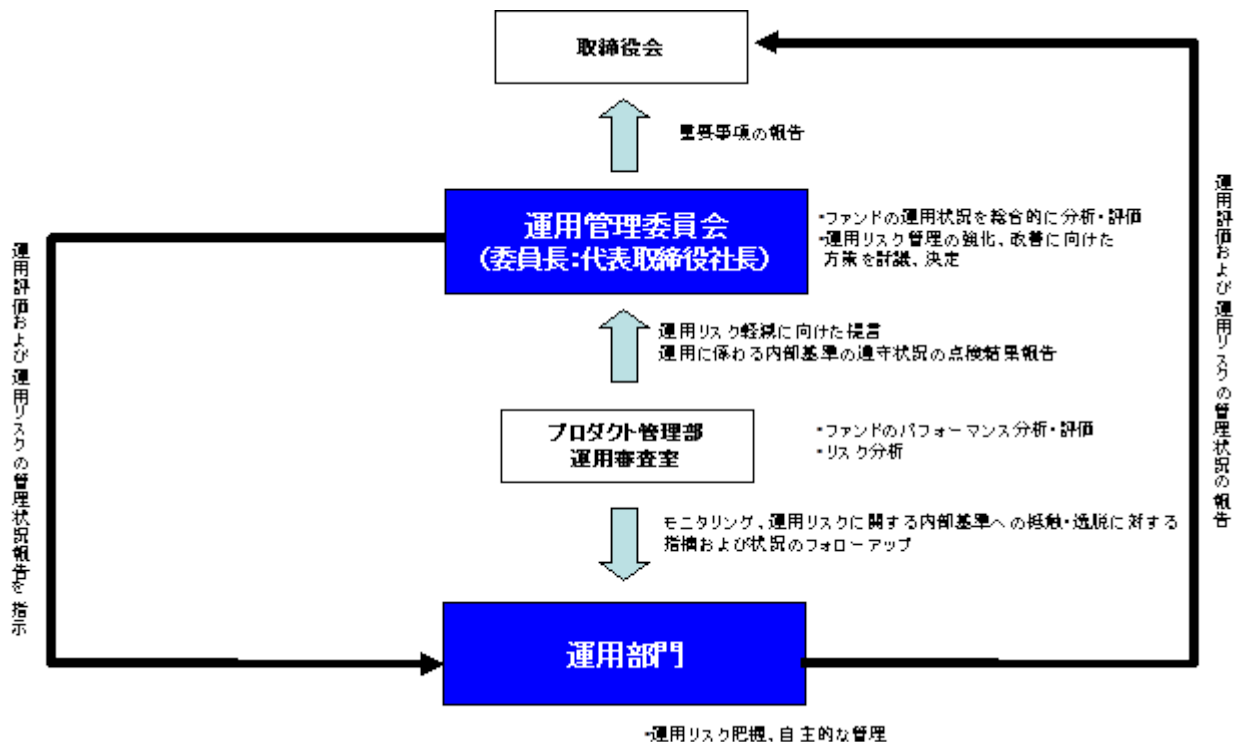 取締役会
重要事項の報告
運用管理委員会
(委員長:代表取締役社長)
・ファンドの運用状況を総合的に分析・評価
・運用リスク管理の強化、改善に向けた
方策を討議、決定
運用リスク軽減に向けた提言
運用に係わる内部基準の遵守状況の点検結果報告
プロダクト管理部
運用審査室
・ファンドのパフォーマンス分析・評価
・リスク分析
モニタリング、運用リスクに関する内部基準への抵触・逸脱に対する
指摘および状況のフォローアップ
運用部門
・運用リスク把握、自主的な管理
運用評価および運用リスクの管理状況報告を指示
運用評価および運用リスクの管理状況の報告